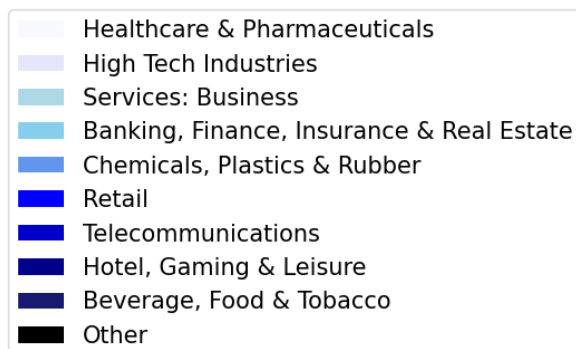 Healthcare & Pharmaceuticals
High Tech Industries
Services: Business
Banking, Finance, Insurance & Real Estate
Chemicals, Plastics & Rubber
Retail
Telecommunications
Hotel, Gaming & Leisure
Beverage, Food & Tobacco
Other